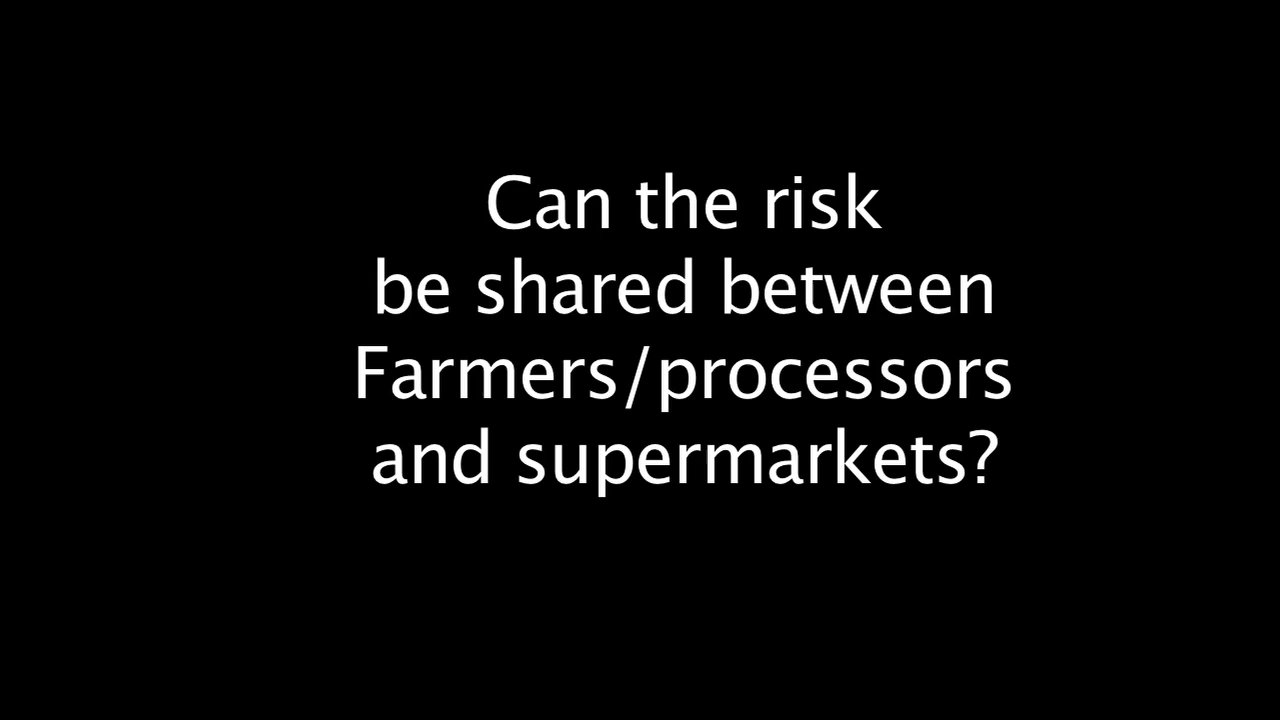 Can the risk
be shared between
Farmers/processors
and supermarkets?